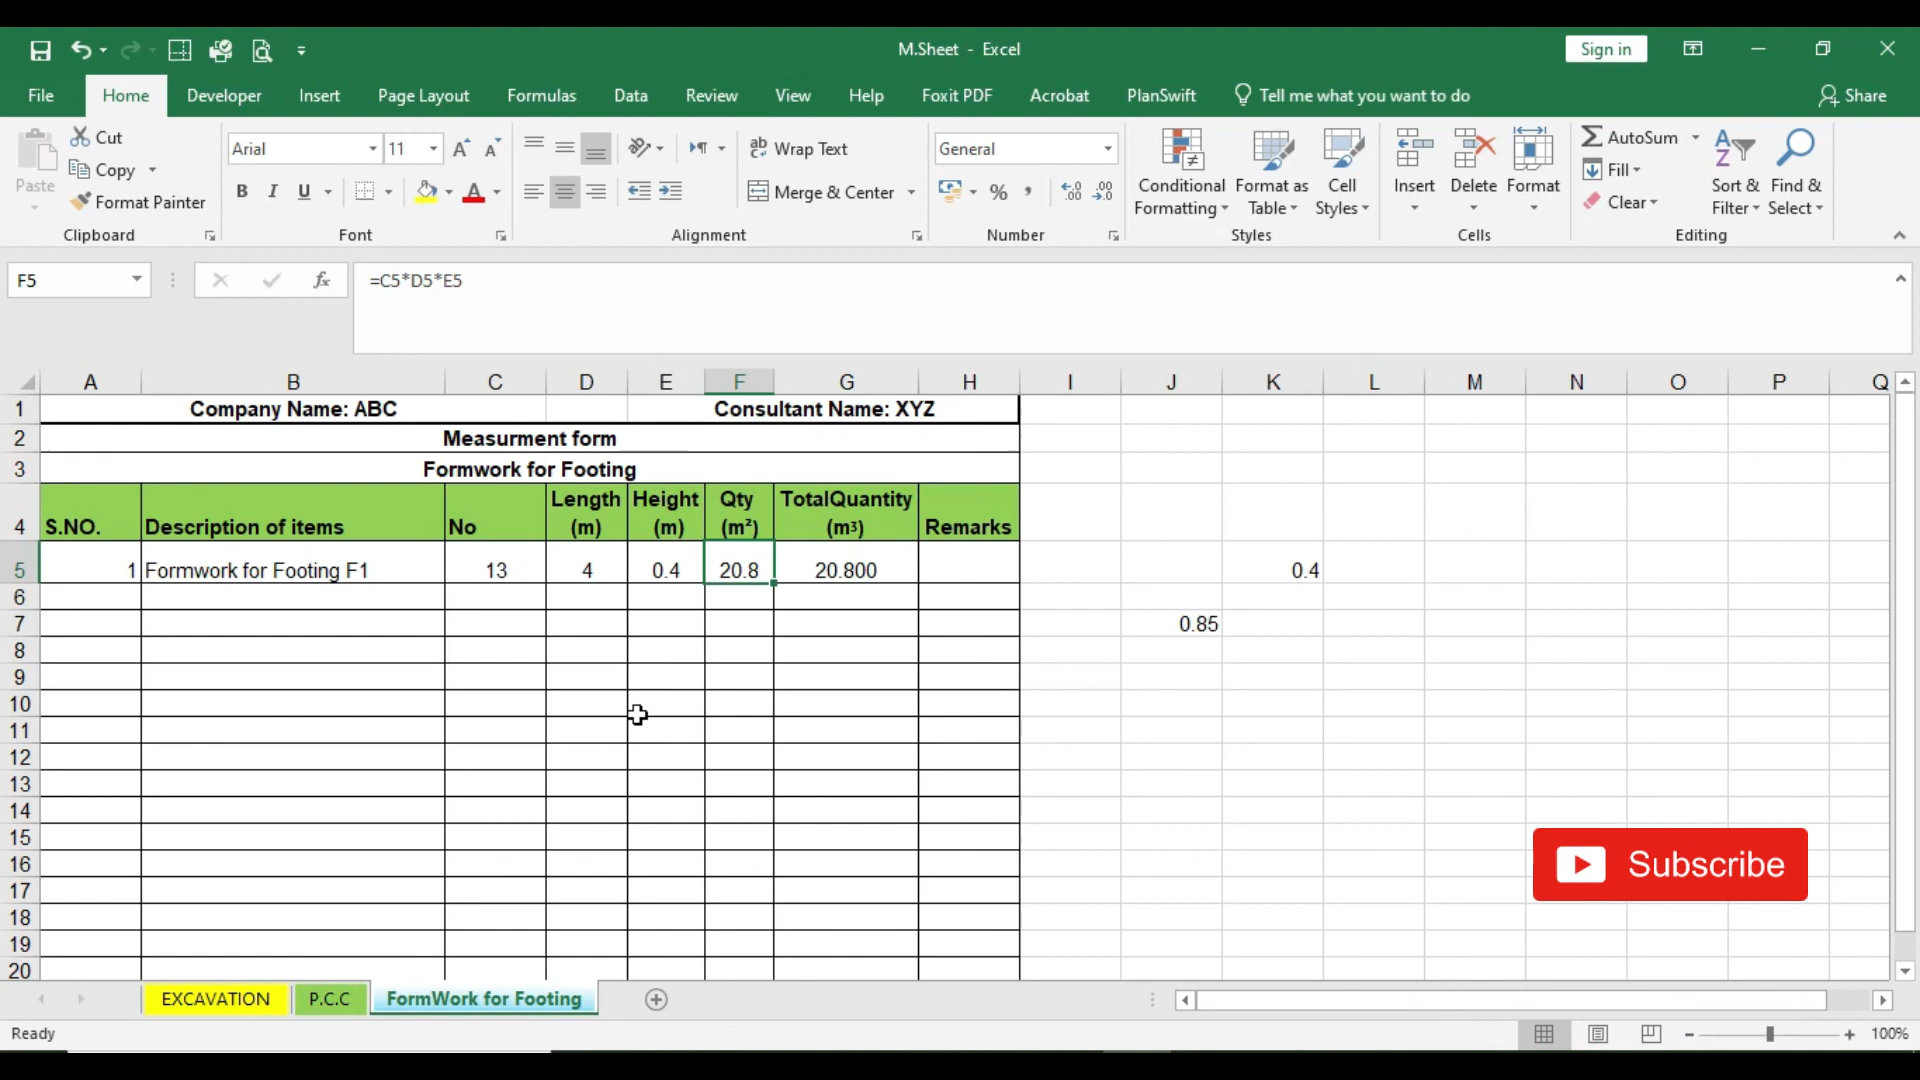 M.Sheet - Excel
Sign in
File Home Developer Insert Page Layout Formulas Data Review View Help Foxit PDF Acrobat PlanSwift Tell me what you want to do Share
Paste
Cut
Copy
Format Painter
Clipboard
Arial 11
B I U
Font
Wrap Text
Merge & Center
Alignment
General
%
Number
Conditional Formatting
Format as Table
Cell Styles
Styles
Insert
Delete
Format
Cells
AutoSum
Fill
Clear
Sort & Filter
Find & Select
Editing
F5 fx =C5*D5*E5
A B C D E F G H I J K L M N O P Q
1 Company Name: ABC Consultant Name: XYZ
2 Measurment form
3 Formwork for Footing
4 S.NO. Description of items No Length (m) Height (m) Qty (m²) TotalQuantity (m³) Remarks
5 1 Formwork for Footing F1 13 4 0.4 20.8 20.800 0.4
6
7 0.85
8
9
10
11
12
13
14
15
16
17
18
19
20
Subscribe
EXCAVATION P.C.C FormWork for Footing
Ready 100%